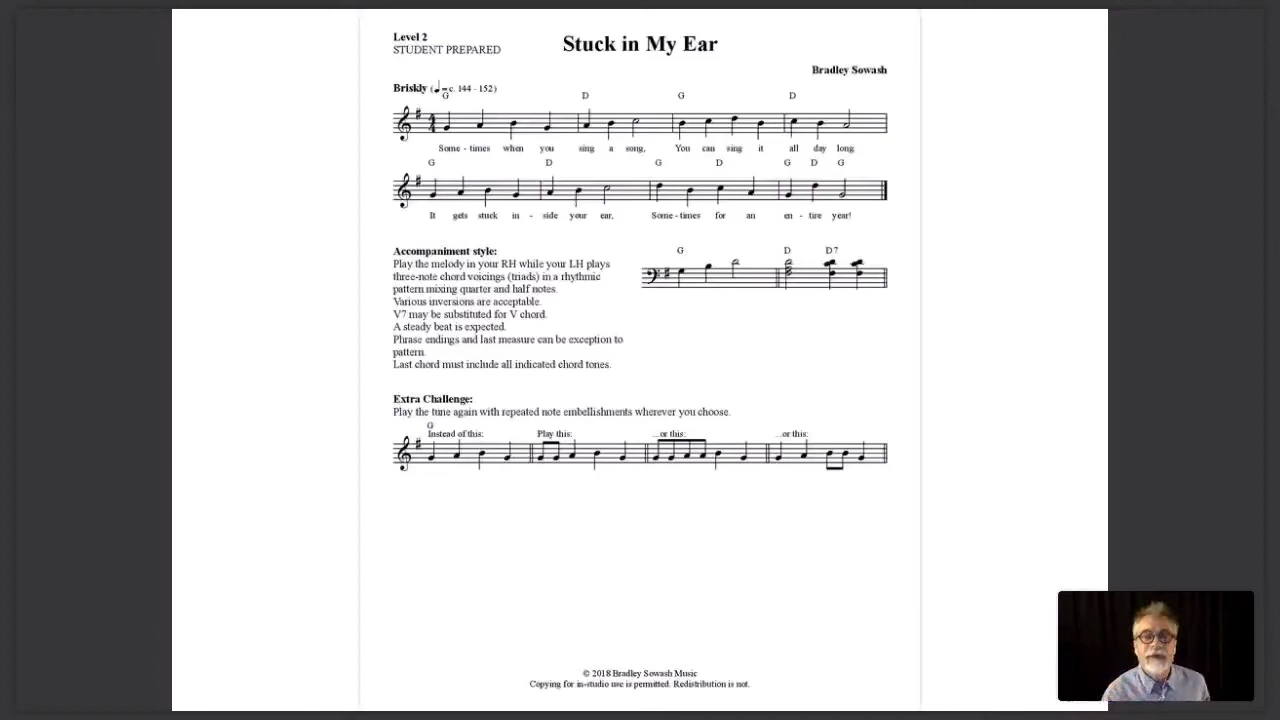 Level 2
STUDENT PREPARED
Stuck in My Ear
Bradley Sowash
Briskly (♩ = c. 144 - 152)
G D G D
Some - times when you sing a song, You can sing it all day long.
G D G D G D G
It gets stuck in - side your ear, Some - times for an en - tire year!
Accompaniment style:
Play the melody in your RH while your LH plays
three-note chord voicings (triads) in a rhythmic
pattern mixing quarter and half notes.
Various inversions are acceptable.
V7 may be substituted for V chord.
A steady beat is expected.
Phrase endings and last measure can be exception to
pattern.
Last chord must include all indicated chord tones.
G D D7
Extra Challenge:
Play the tune again with repeated note embellishments wherever you choose.
G
Instead of this: Play this: ...or this: ...or this:
© 2018 Bradley Sowash Music
Copying for in-studio use is permitted. Redistribution is not.